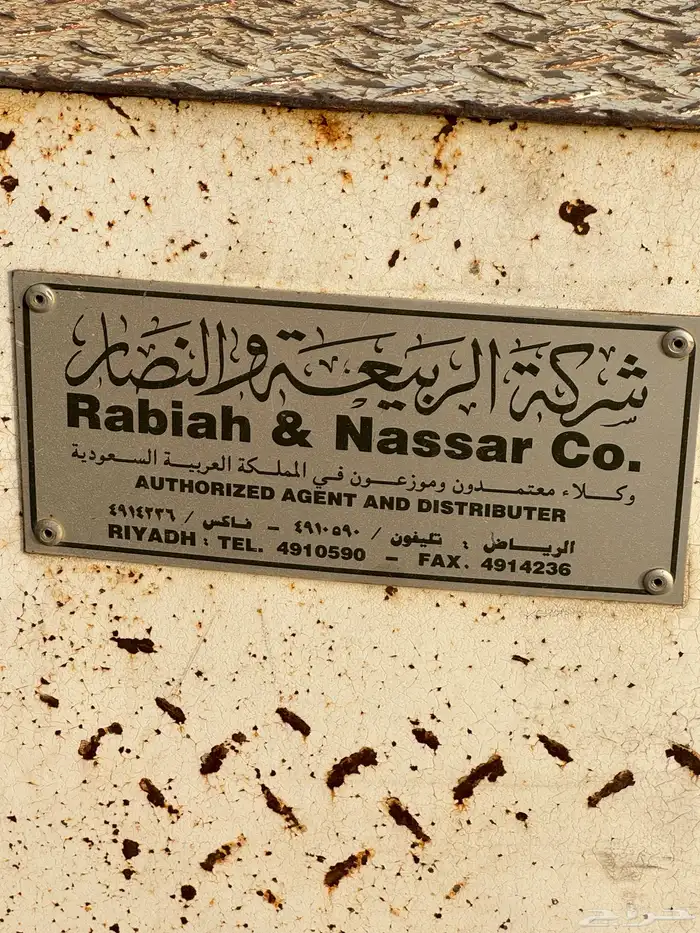 شركة الربيعة والنصار
Rabiah & Nassar Co.
وكلاء معتمدون وموزعون في المملكة العربية السعودية
AUTHORIZED AGENT AND DISTRIBUTER
الرياض : تليفون / ٤٩١٠٥٩٠ – فاكس / ٤٩١٤٢٣٦
RIYADH : TEL. 4910590 – FAX. 4914236
حراج